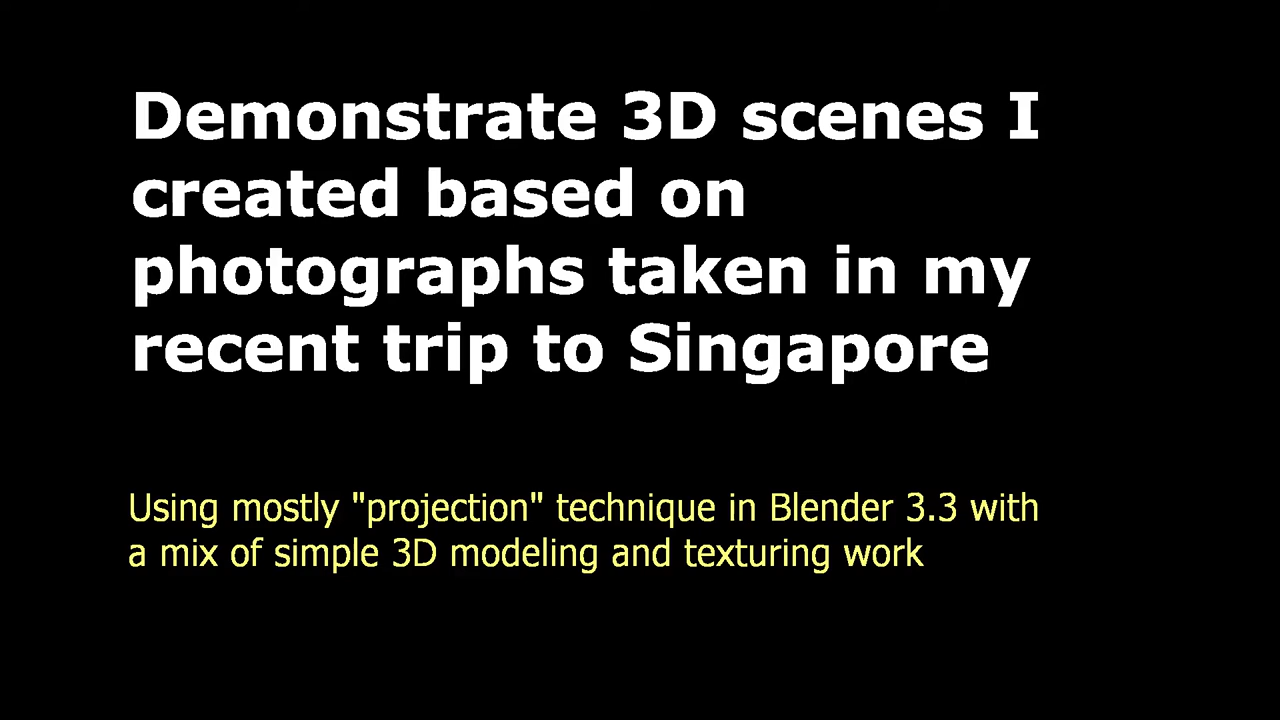 Demonstrate 3D scenes I
created based on
photographs taken in my
recent trip to Singapore
Using mostly "projection" technique in Blender 3.3 with
a mix of simple 3D modeling and texturing work